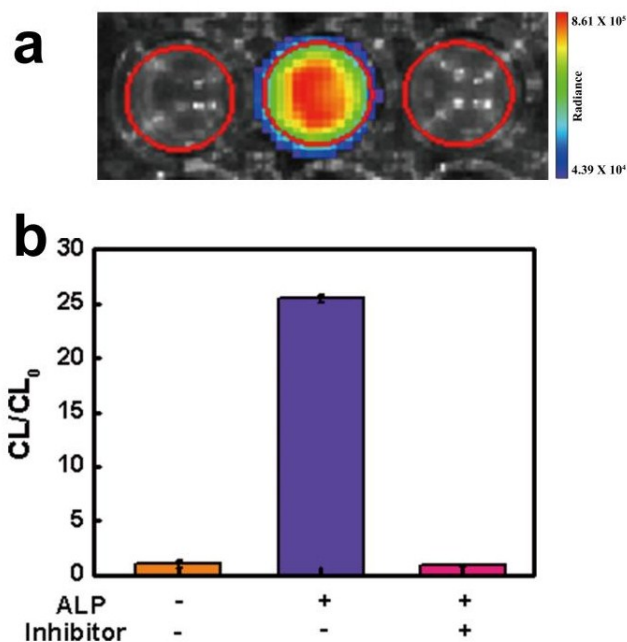 a
8.61 X 10⁵
Radiance
4.39 X 10⁴
b
30
25
20
15
10
5
0
CL/CL₀
ALP - + +
Inhibitor - - +